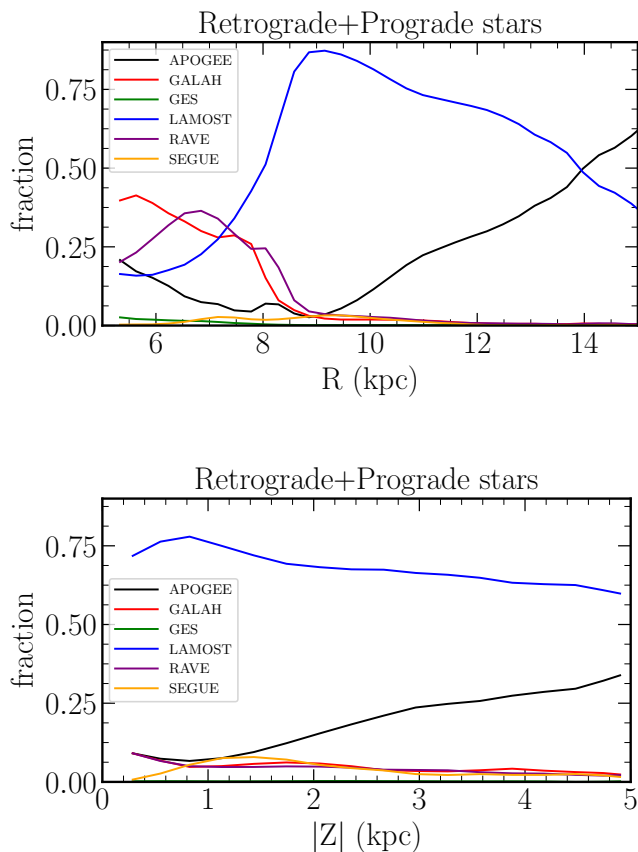 Retrograde+Prograde stars
fraction
0.75
0.50
0.25
0.00
APOGEE
GALAH
GES
LAMOST
RAVE
SEGUE
6 8 10 12 14
R (kpc)
Retrograde+Prograde stars
fraction
0.75
0.50
0.25
0.00
APOGEE
GALAH
GES
LAMOST
RAVE
SEGUE
0 1 2 3 4 5
|Z| (kpc)